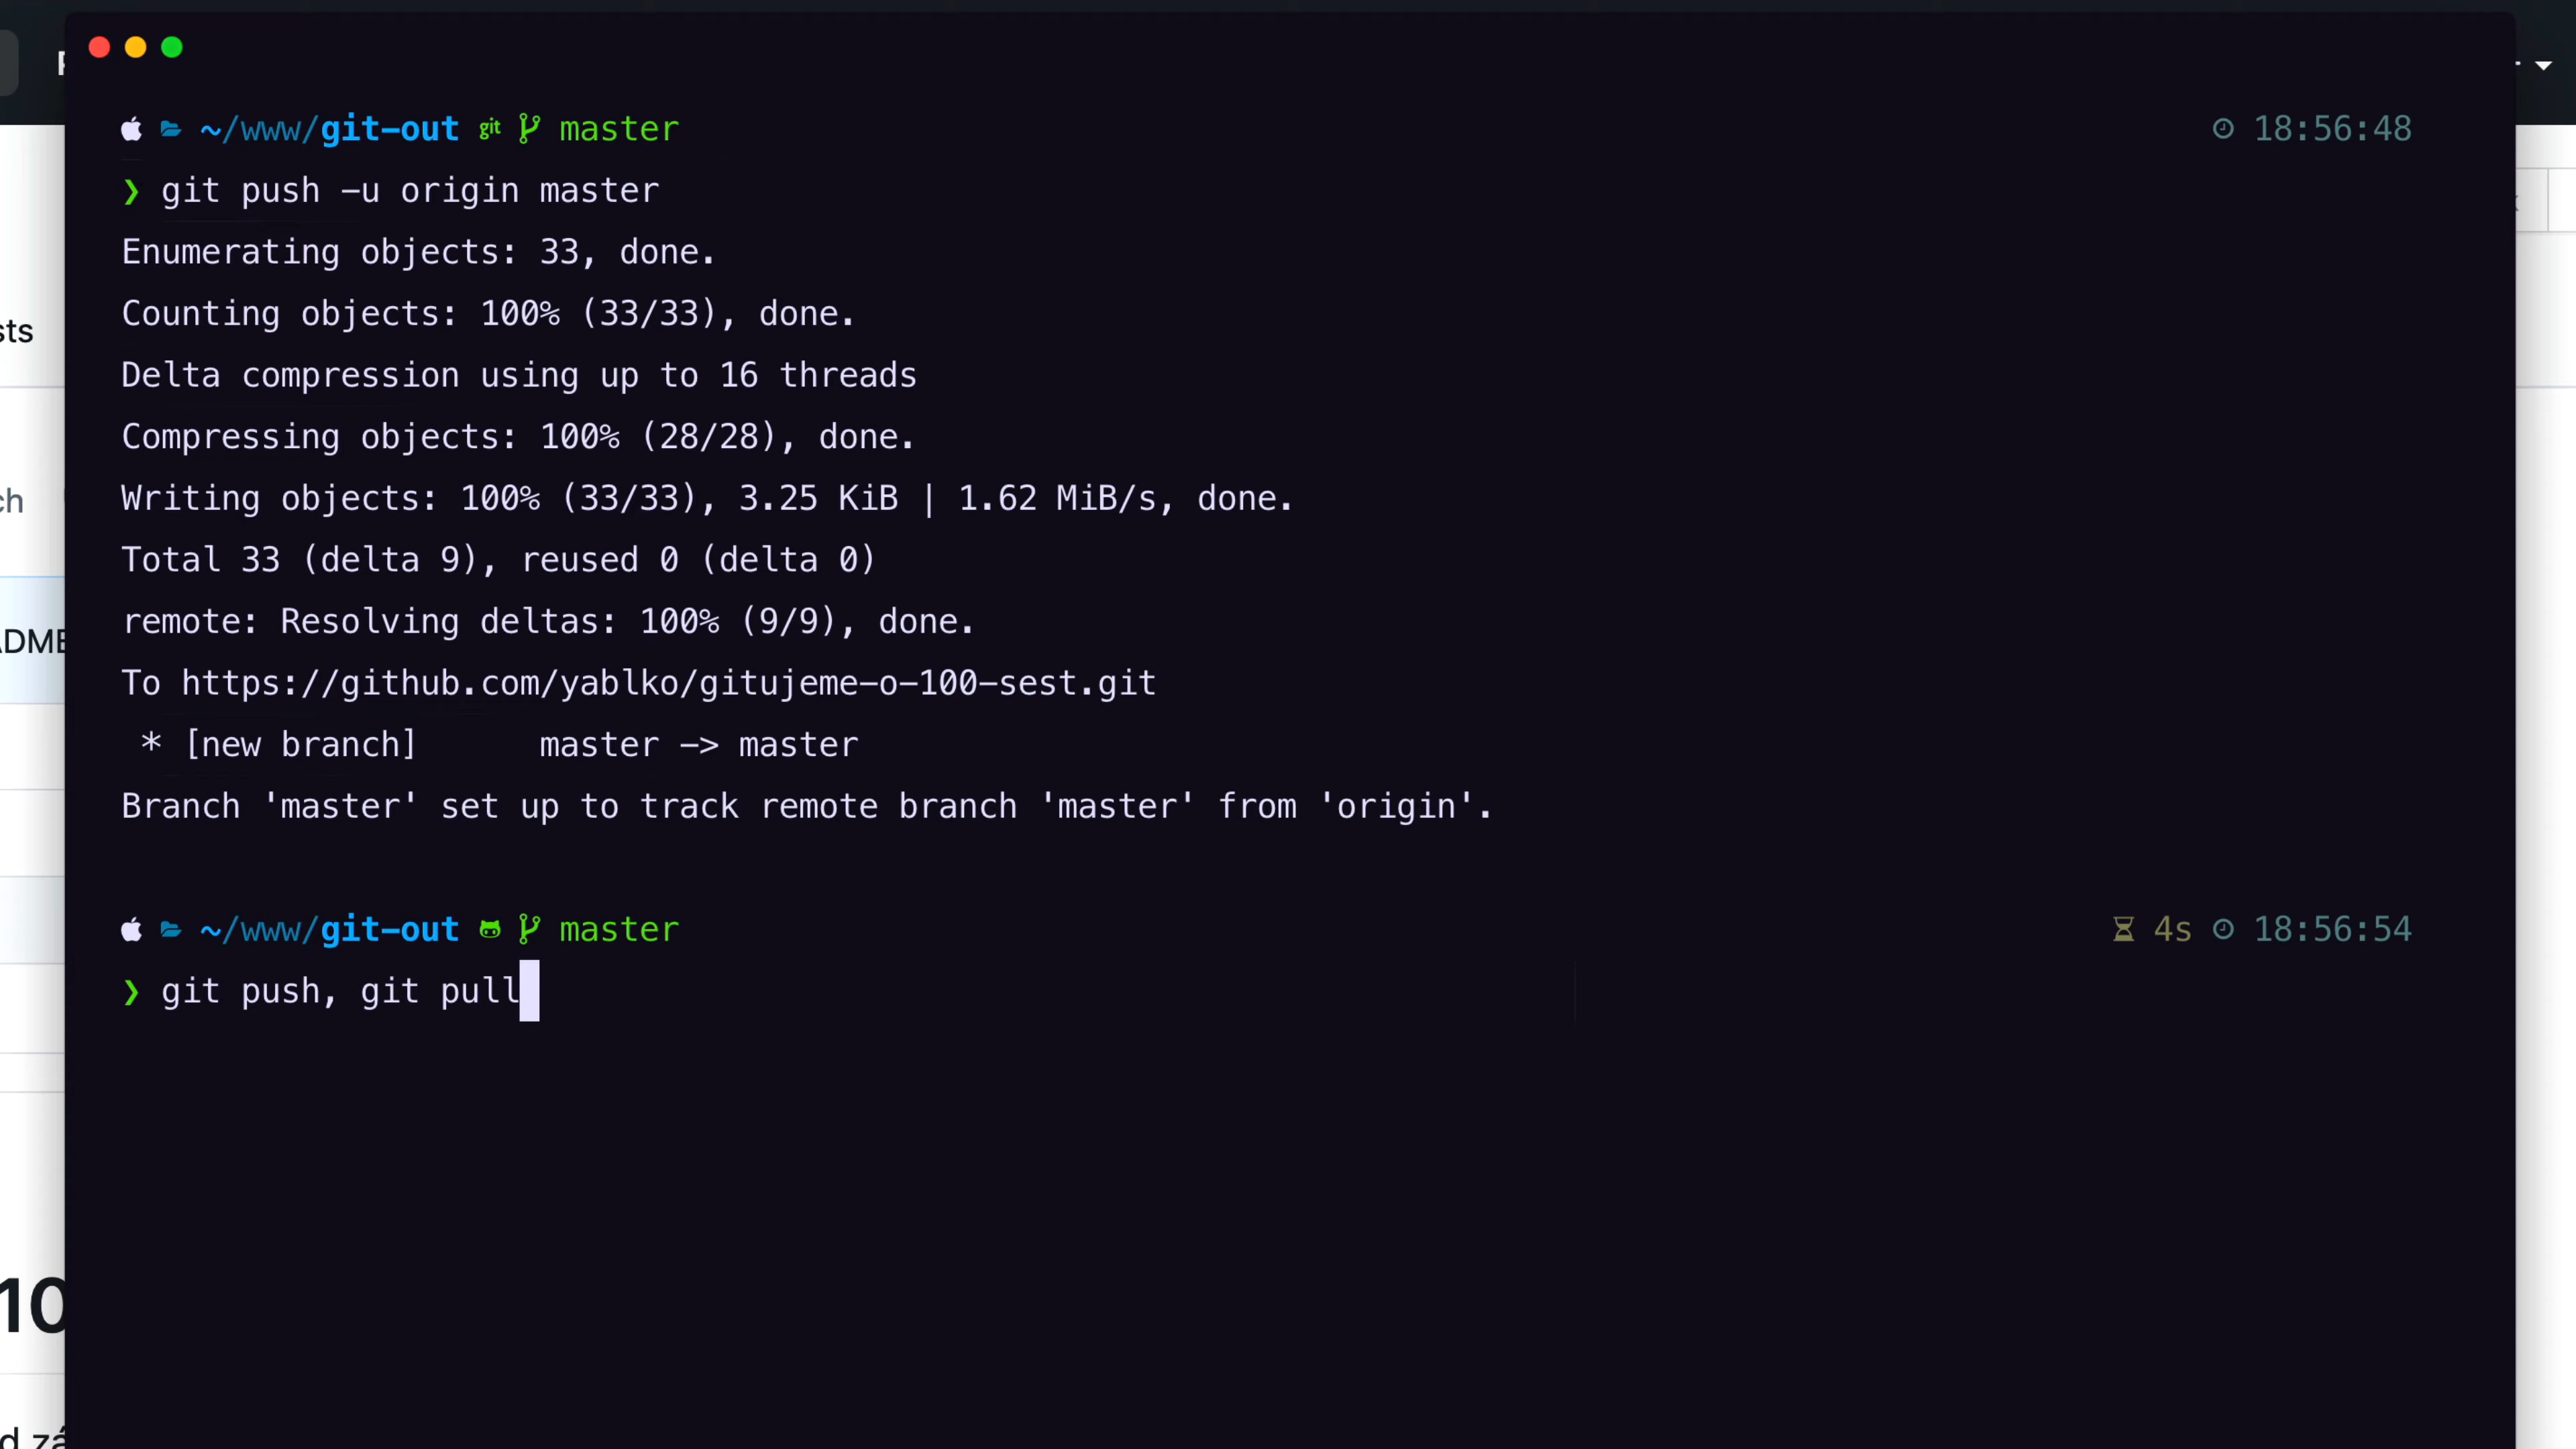 ~/www/git-out git master 18:56:48
❯ git push -u origin master
Enumerating objects: 33, done.
Counting objects: 100% (33/33), done.
Delta compression using up to 16 threads
Compressing objects: 100% (28/28), done.
Writing objects: 100% (33/33), 3.25 KiB | 1.62 MiB/s, done.
Total 33 (delta 9), reused 0 (delta 0)
remote: Resolving deltas: 100% (9/9), done.
To https://github.com/yablko/gitujeme-o-100-sest.git
* [new branch] master -> master
Branch 'master' set up to track remote branch 'master' from 'origin'.
~/www/git-out master 4s 18:56:54
❯ git push, git pull
10